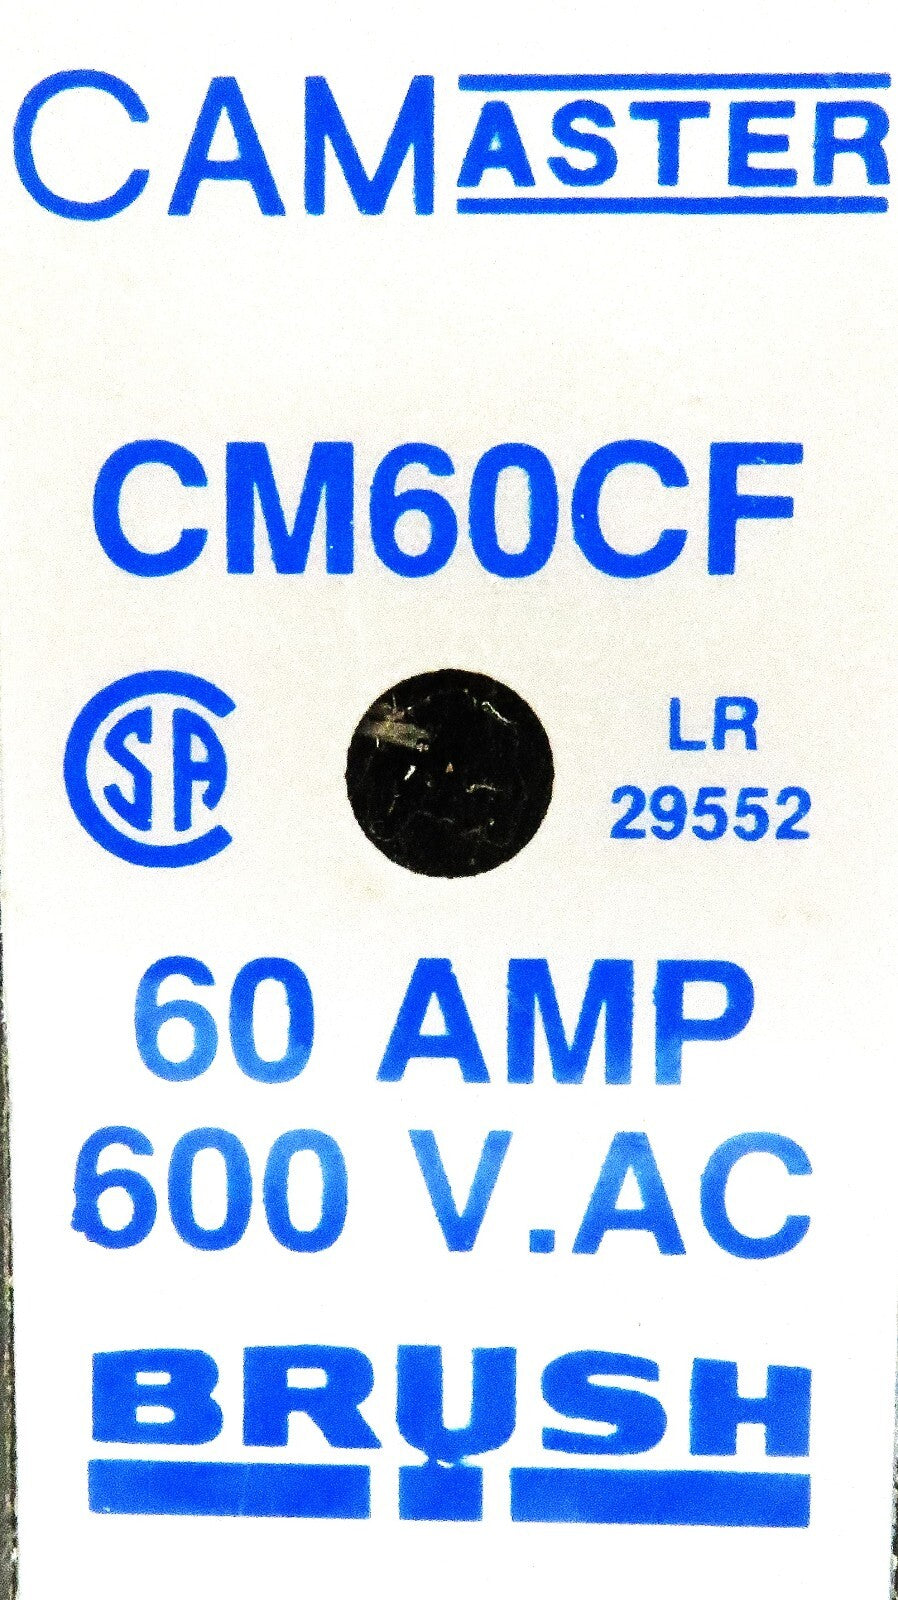 CAMASTER
CM60CF
CSA
LR
29552
60 AMP
600 V.AC
BRUSH